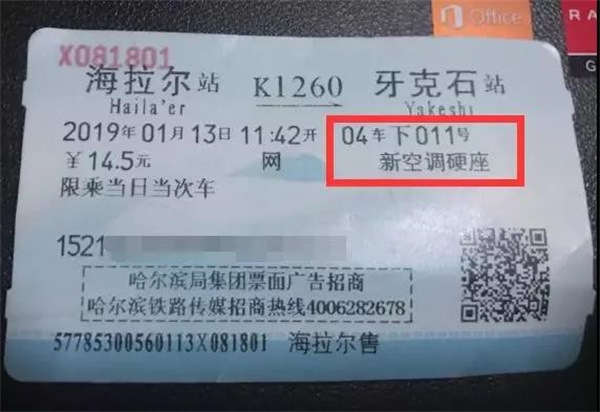 Office
RA
G
X081801
海拉尔站 K1260 牙克石站
Haila'er Yakeshi
2019年01月13日11:42开 04车下011号
¥14.5元 网 新空调硬座
限乘当日当次车
1521
哈尔滨局集团票面广告招商
哈尔滨铁路传媒招商热线4006282678
57785300560113X081801 海拉尔售